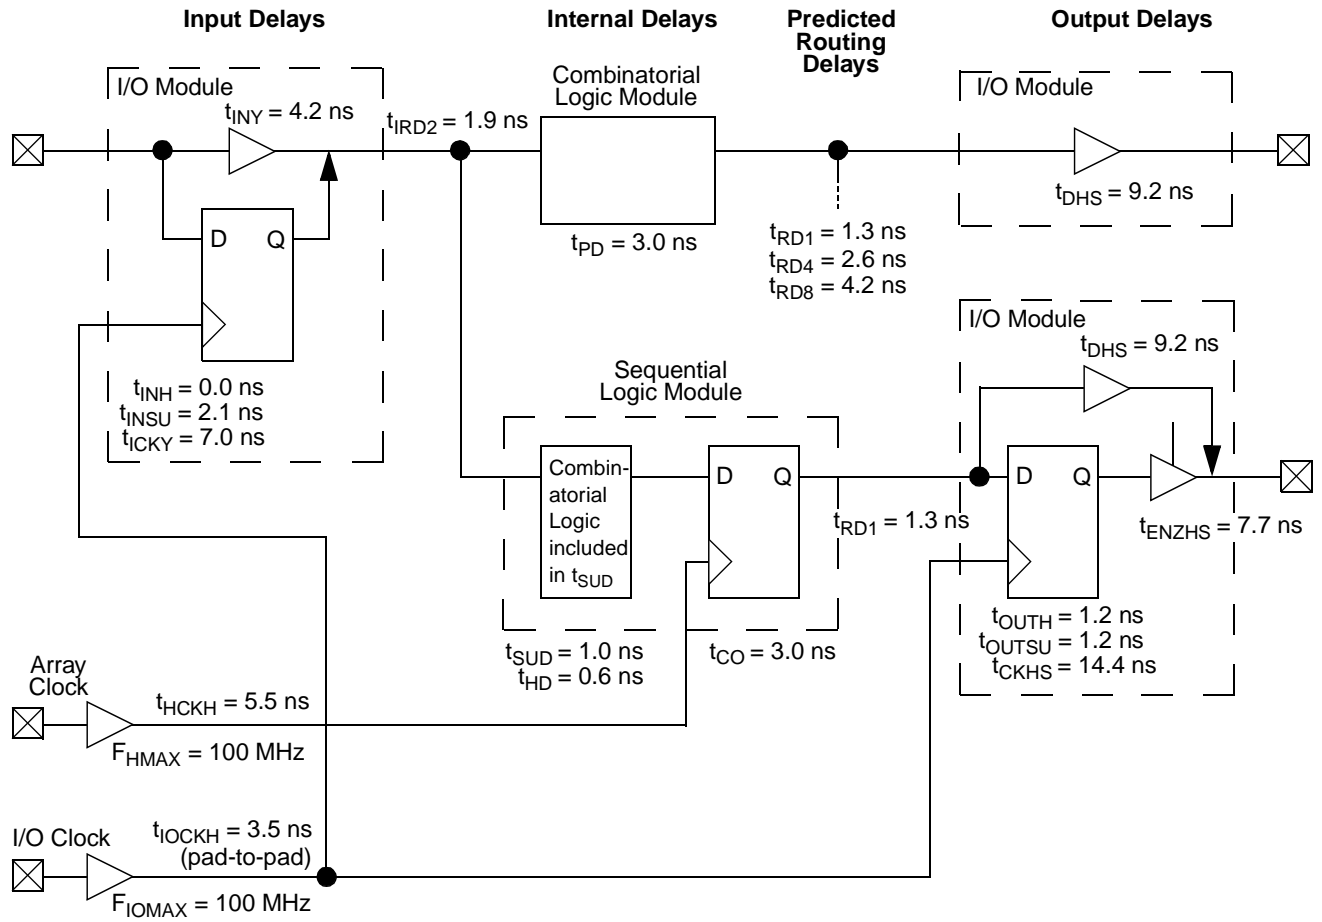 Input Delays
Internal Delays
Predicted
Routing
Delays
Output Delays
I/O Module
tINY = 4.2 ns
tIRD2 = 1.9 ns
Combinatorial
Logic Module
I/O Module
tDHS = 9.2 ns
D Q
tPD = 3.0 ns
tRD1 = 1.3 ns
tRD4 = 2.6 ns
tRD8 = 4.2 ns
I/O Module
tDHS = 9.2 ns
tINH = 0.0 ns
tINSU = 2.1 ns
tICKY = 7.0 ns
Sequential
Logic Module
Combin-
atorial
Logic
included
in tSUD
D Q
tRD1 = 1.3 ns
D Q
tENZHS = 7.7 ns
tSUD = 1.0 ns
tHD = 0.6 ns
tCO = 3.0 ns
tOUTH = 1.2 ns
tOUTSU = 1.2 ns
tCKHS = 14.4 ns
Array
Clock
tHCKH = 5.5 ns
FHMAX = 100 MHz
I/O Clock
tIOCKH = 3.5 ns
(pad-to-pad)
FIOMAX = 100 MHz